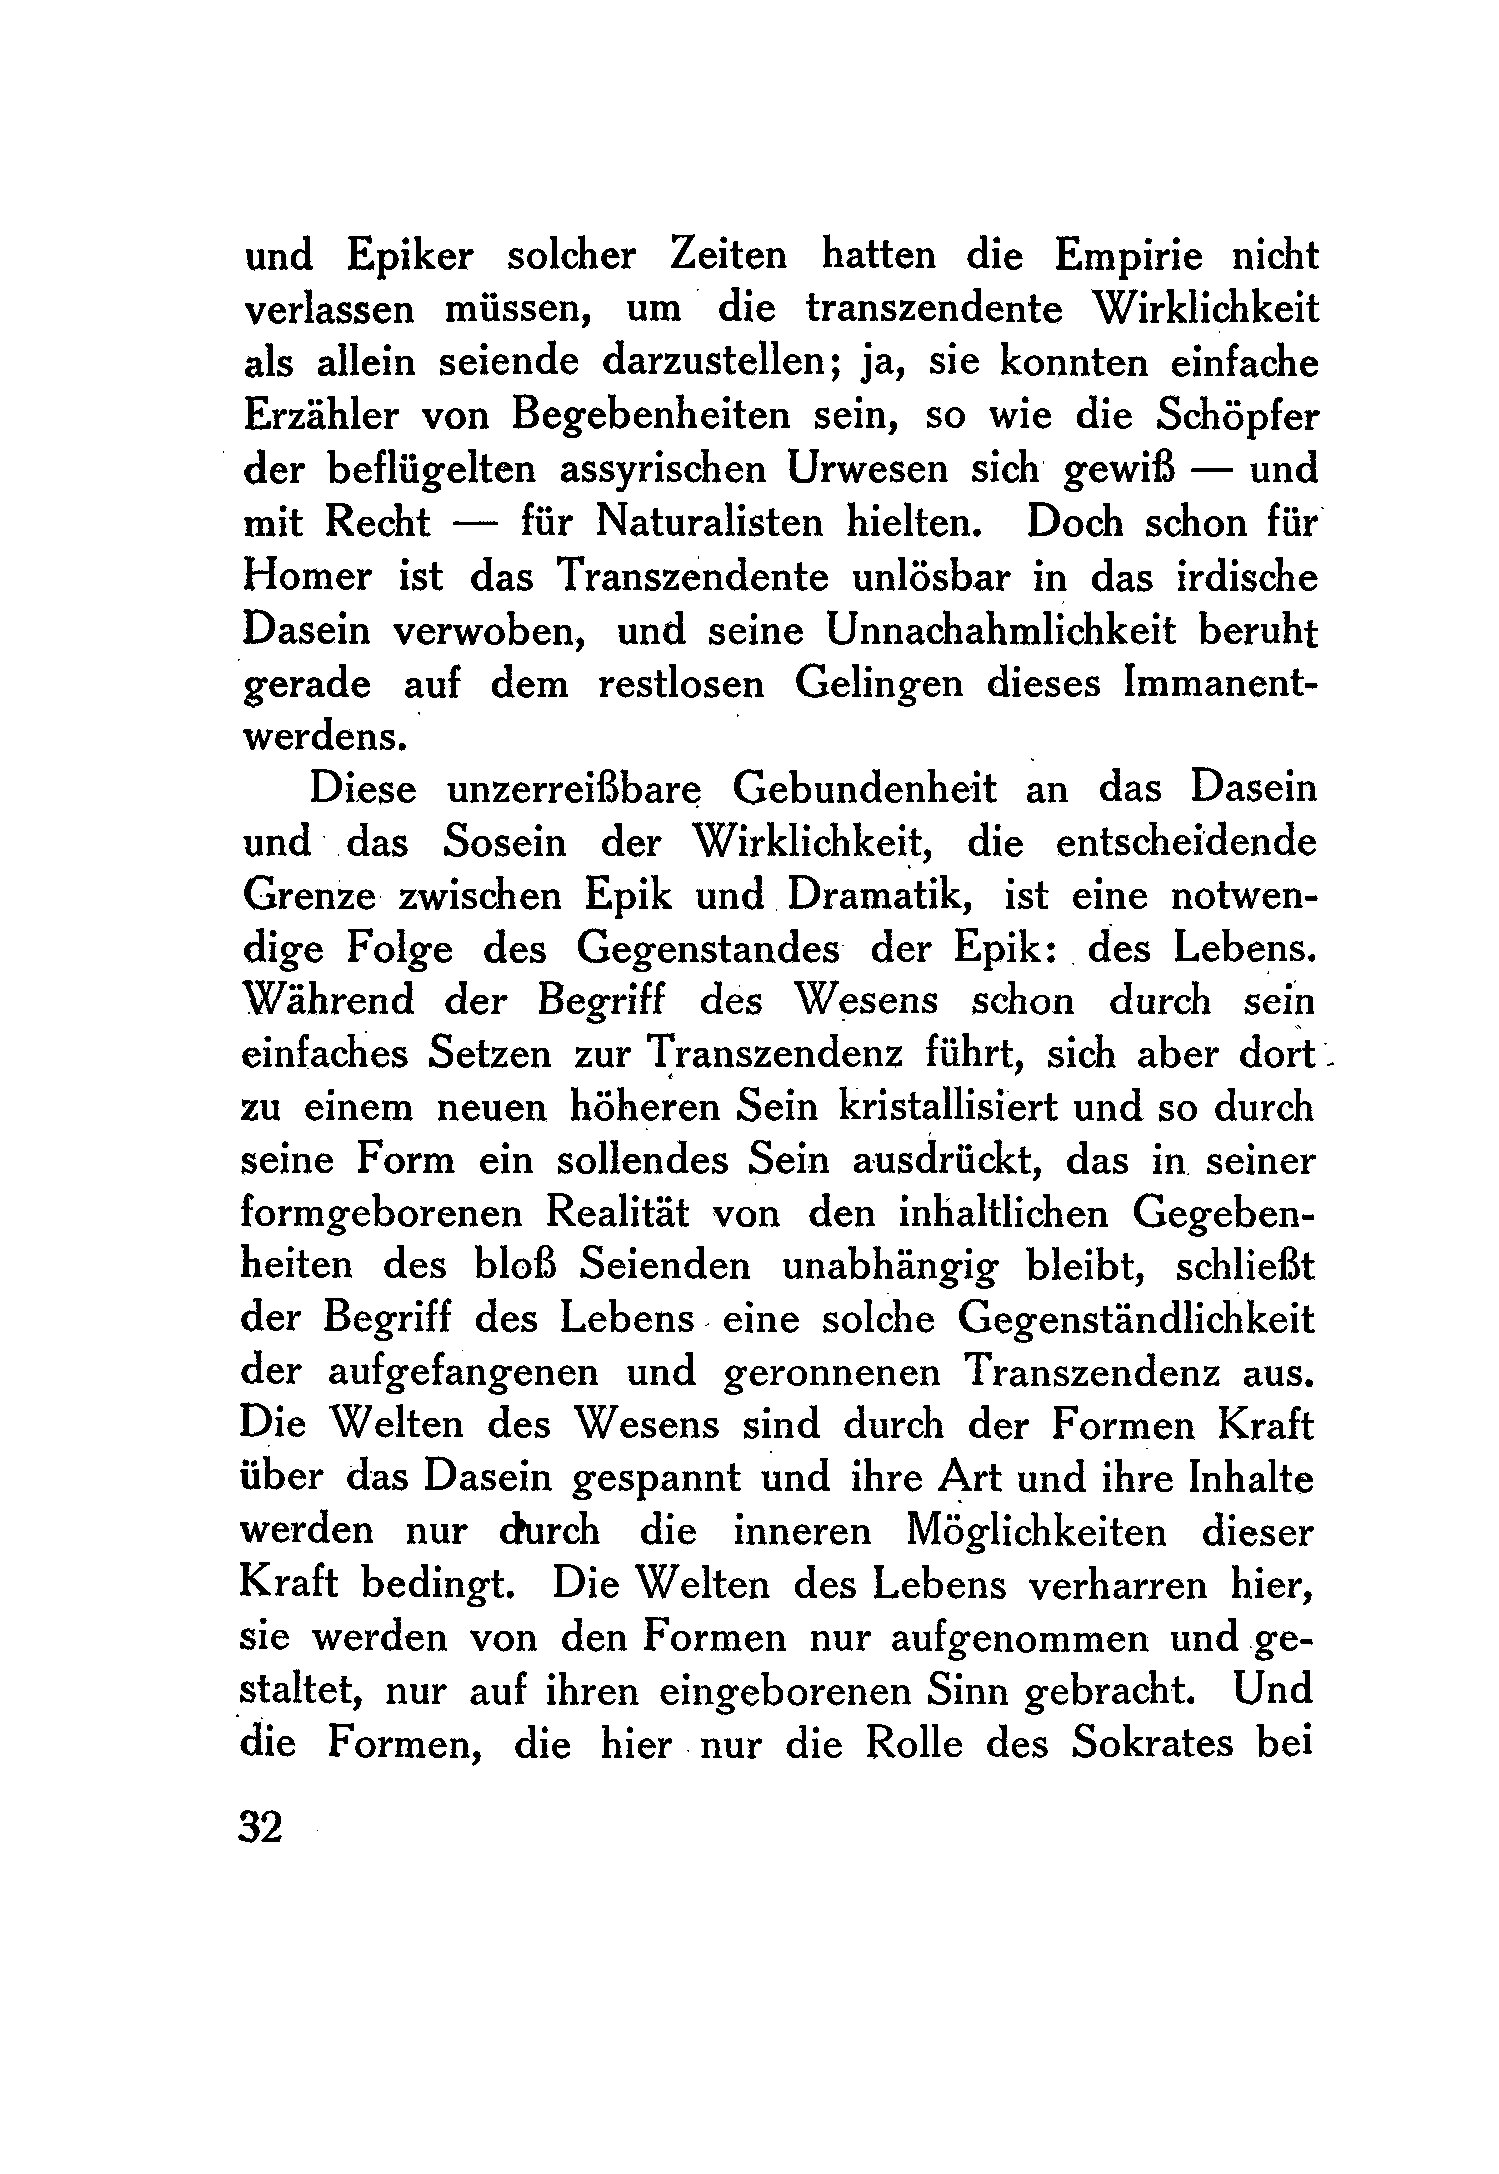 und Epiker solcher Zeiten hatten die Empirie nicht
verlassen müssen, um die transzendente Wirklichkeit
als allein seiende darzustellen; ja, sie konnten einfache
Erzähler von Begebenheiten sein, so wie die Schöpfer
der beflügelten assyrischen Urwesen sich gewiß — und
mit Recht — für Naturalisten hielten. Doch schon für
Homer ist das Transzendente unlösbar in das irdische
Dasein verwoben, und seine Unnachahmlichkeit beruht
gerade auf dem restlosen Gelingen dieses Immanent-
werdens.
Diese unzerreißbare Gebundenheit an das Dasein
und das Sosein der Wirklichkeit, die entscheidende
Grenze zwischen Epik und Dramatik, ist eine notwen-
dige Folge des Gegenstandes der Epik: des Lebens.
Während der Begriff des Wesens schon durch sein
einfaches Setzen zur Transzendenz führt, sich aber dort
zu einem neuen höheren Sein kristallisiert und so durch
seine Form ein sollendes Sein ausdrückt, das in seiner
formgeborenen Realität von den inhaltlichen Gegeben-
heiten des bloß Seienden unabhängig bleibt, schließt
der Begriff des Lebens eine solche Gegenständlichkeit
der aufgefangenen und geronnenen Transzendenz aus.
Die Welten des Wesens sind durch der Formen Kraft
über das Dasein gespannt und ihre Art und ihre Inhalte
werden nur durch die inneren Möglichkeiten dieser
Kraft bedingt. Die Welten des Lebens verharren hier,
sie werden von den Formen nur aufgenommen und ge-
staltet, nur auf ihren eingeborenen Sinn gebracht. Und
die Formen, die hier nur die Rolle des Sokrates bei
32